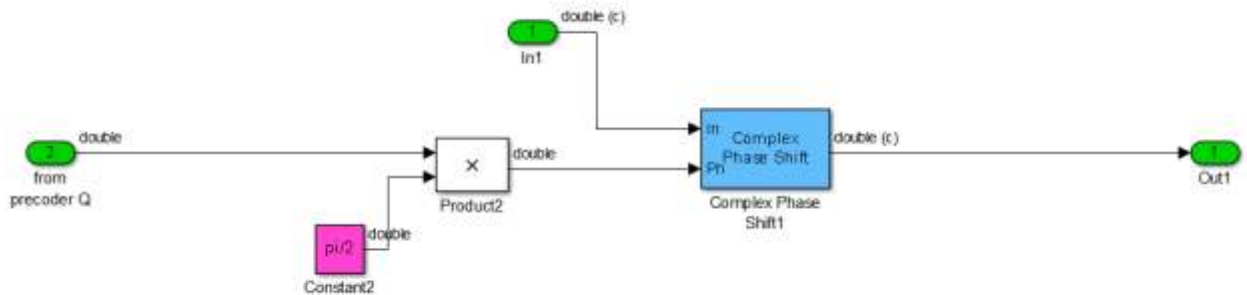 double (c)
1
In1
double
2
from
precoder Q
×
Product2
double
pi/2
double
Constant2
In
Ph
Complex
Phase Shift
Complex Phase
Shift1
double (c)
1
Out1